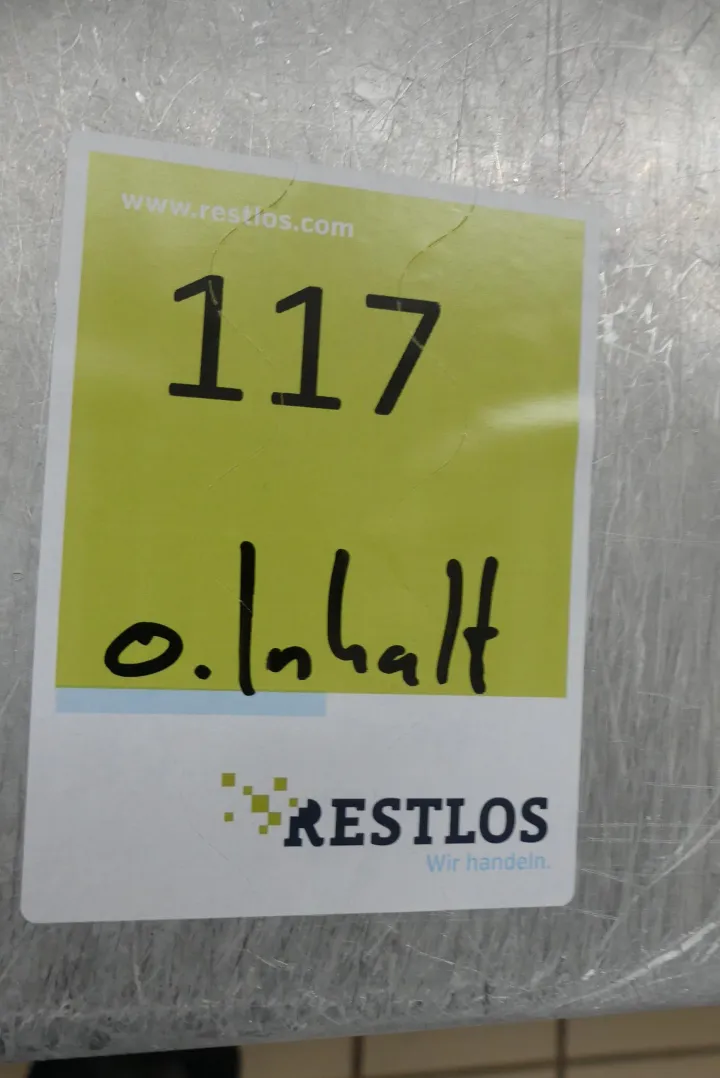 www.restlos.com
117
o. Inhalt
RESTLOS
Wir handeln.